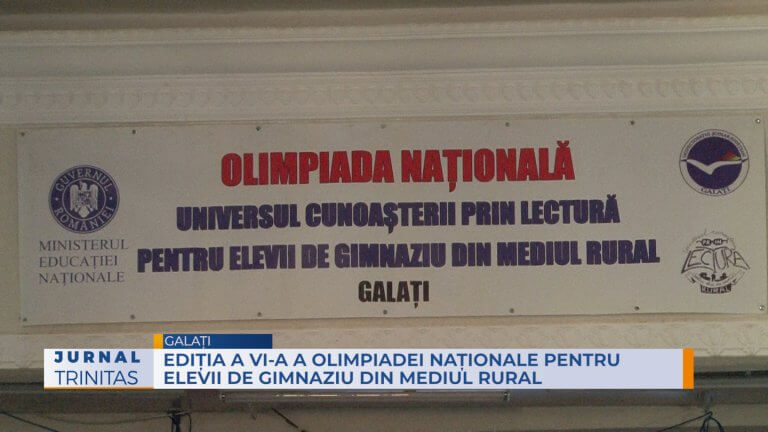 OLIMPIADA NAȚIONALĂ
UNIVERSUL CUNOAȘTERII PRIN LECTURĂ
PENTRU ELEVII DE GIMNAZIU DIN MEDIUL RURAL
GALAȚI
GUVERNUL ROMÂNIEI
MINISTERUL
EDUCAȚIEI
NAȚIONALE
GALAȚI
LECTURA
RURAL
GALAȚI
JURNAL
TRINITAS
EDIȚIA A VI-A A OLIMPIADEI NAȚIONALE PENTRU
ELEVII DE GIMNAZIU DIN MEDIUL RURAL